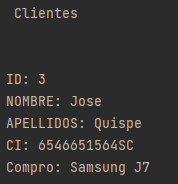 Clientes
ID: 3
NOMBRE: Jose
APELLIDOS: Quispe
CI: 6546651564SC
Compro: Samsung J7